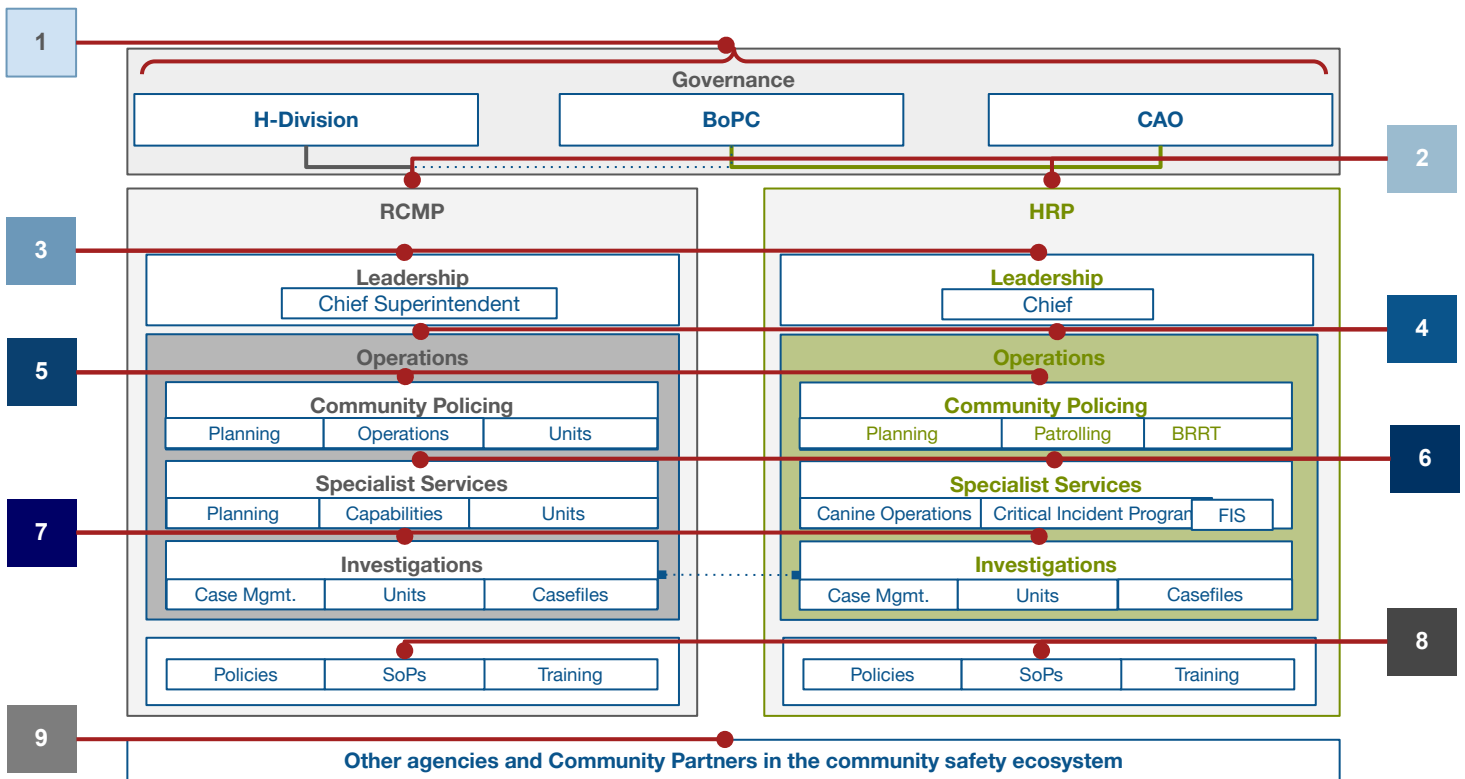 1
Governance
H-Division BoPC CAO
2
RCMP HRP
3
Leadership Leadership
Chief Superintendent Chief
4
5
Operations Operations
Community Policing Community Policing
Planning Operations Units Planning Patrolling BRRT
6
Specialist Services Specialist Services
Planning Capabilities Units Canine Operations Critical Incident Program FIS
7
Investigations Investigations
Case Mgmt. Units Casefiles Case Mgmt. Units Casefiles
8
Policies SoPs Training Policies SoPs Training
9
Other agencies and Community Partners in the community safety ecosystem